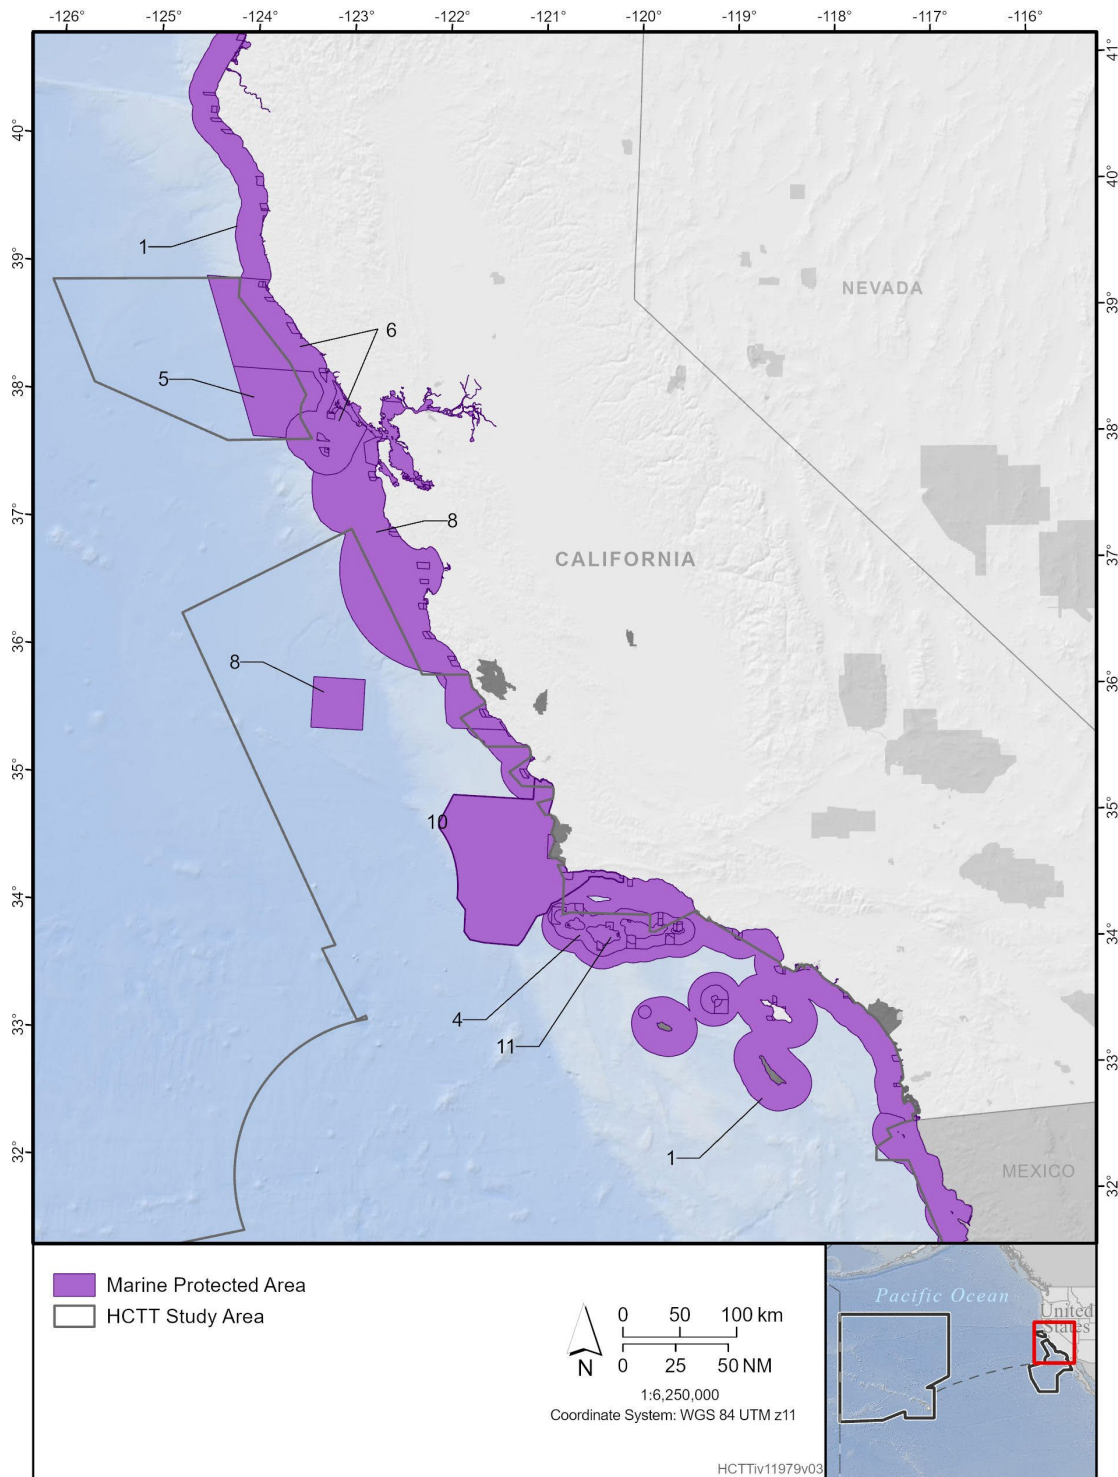 -126° -125° -124° -123° -122° -121° -120° -119° -118° -117° -116°
41°
40°
40°
1
39°
39°
NEVADA
6
5
38°
38°
37°
8
37°
CALIFORNIA
36°
8
36°
35°
35°
10
34°
34°
4
33°
11
33°
32°
1
MEXICO
32°
Marine Protected Area
HCTT Study Area
N
0 50 100 km
0 25 50 NM
1:6,250,000
Coordinate System: WGS 84 UTM z11
HCTTiv11979v03
Pacific Ocean
United
States